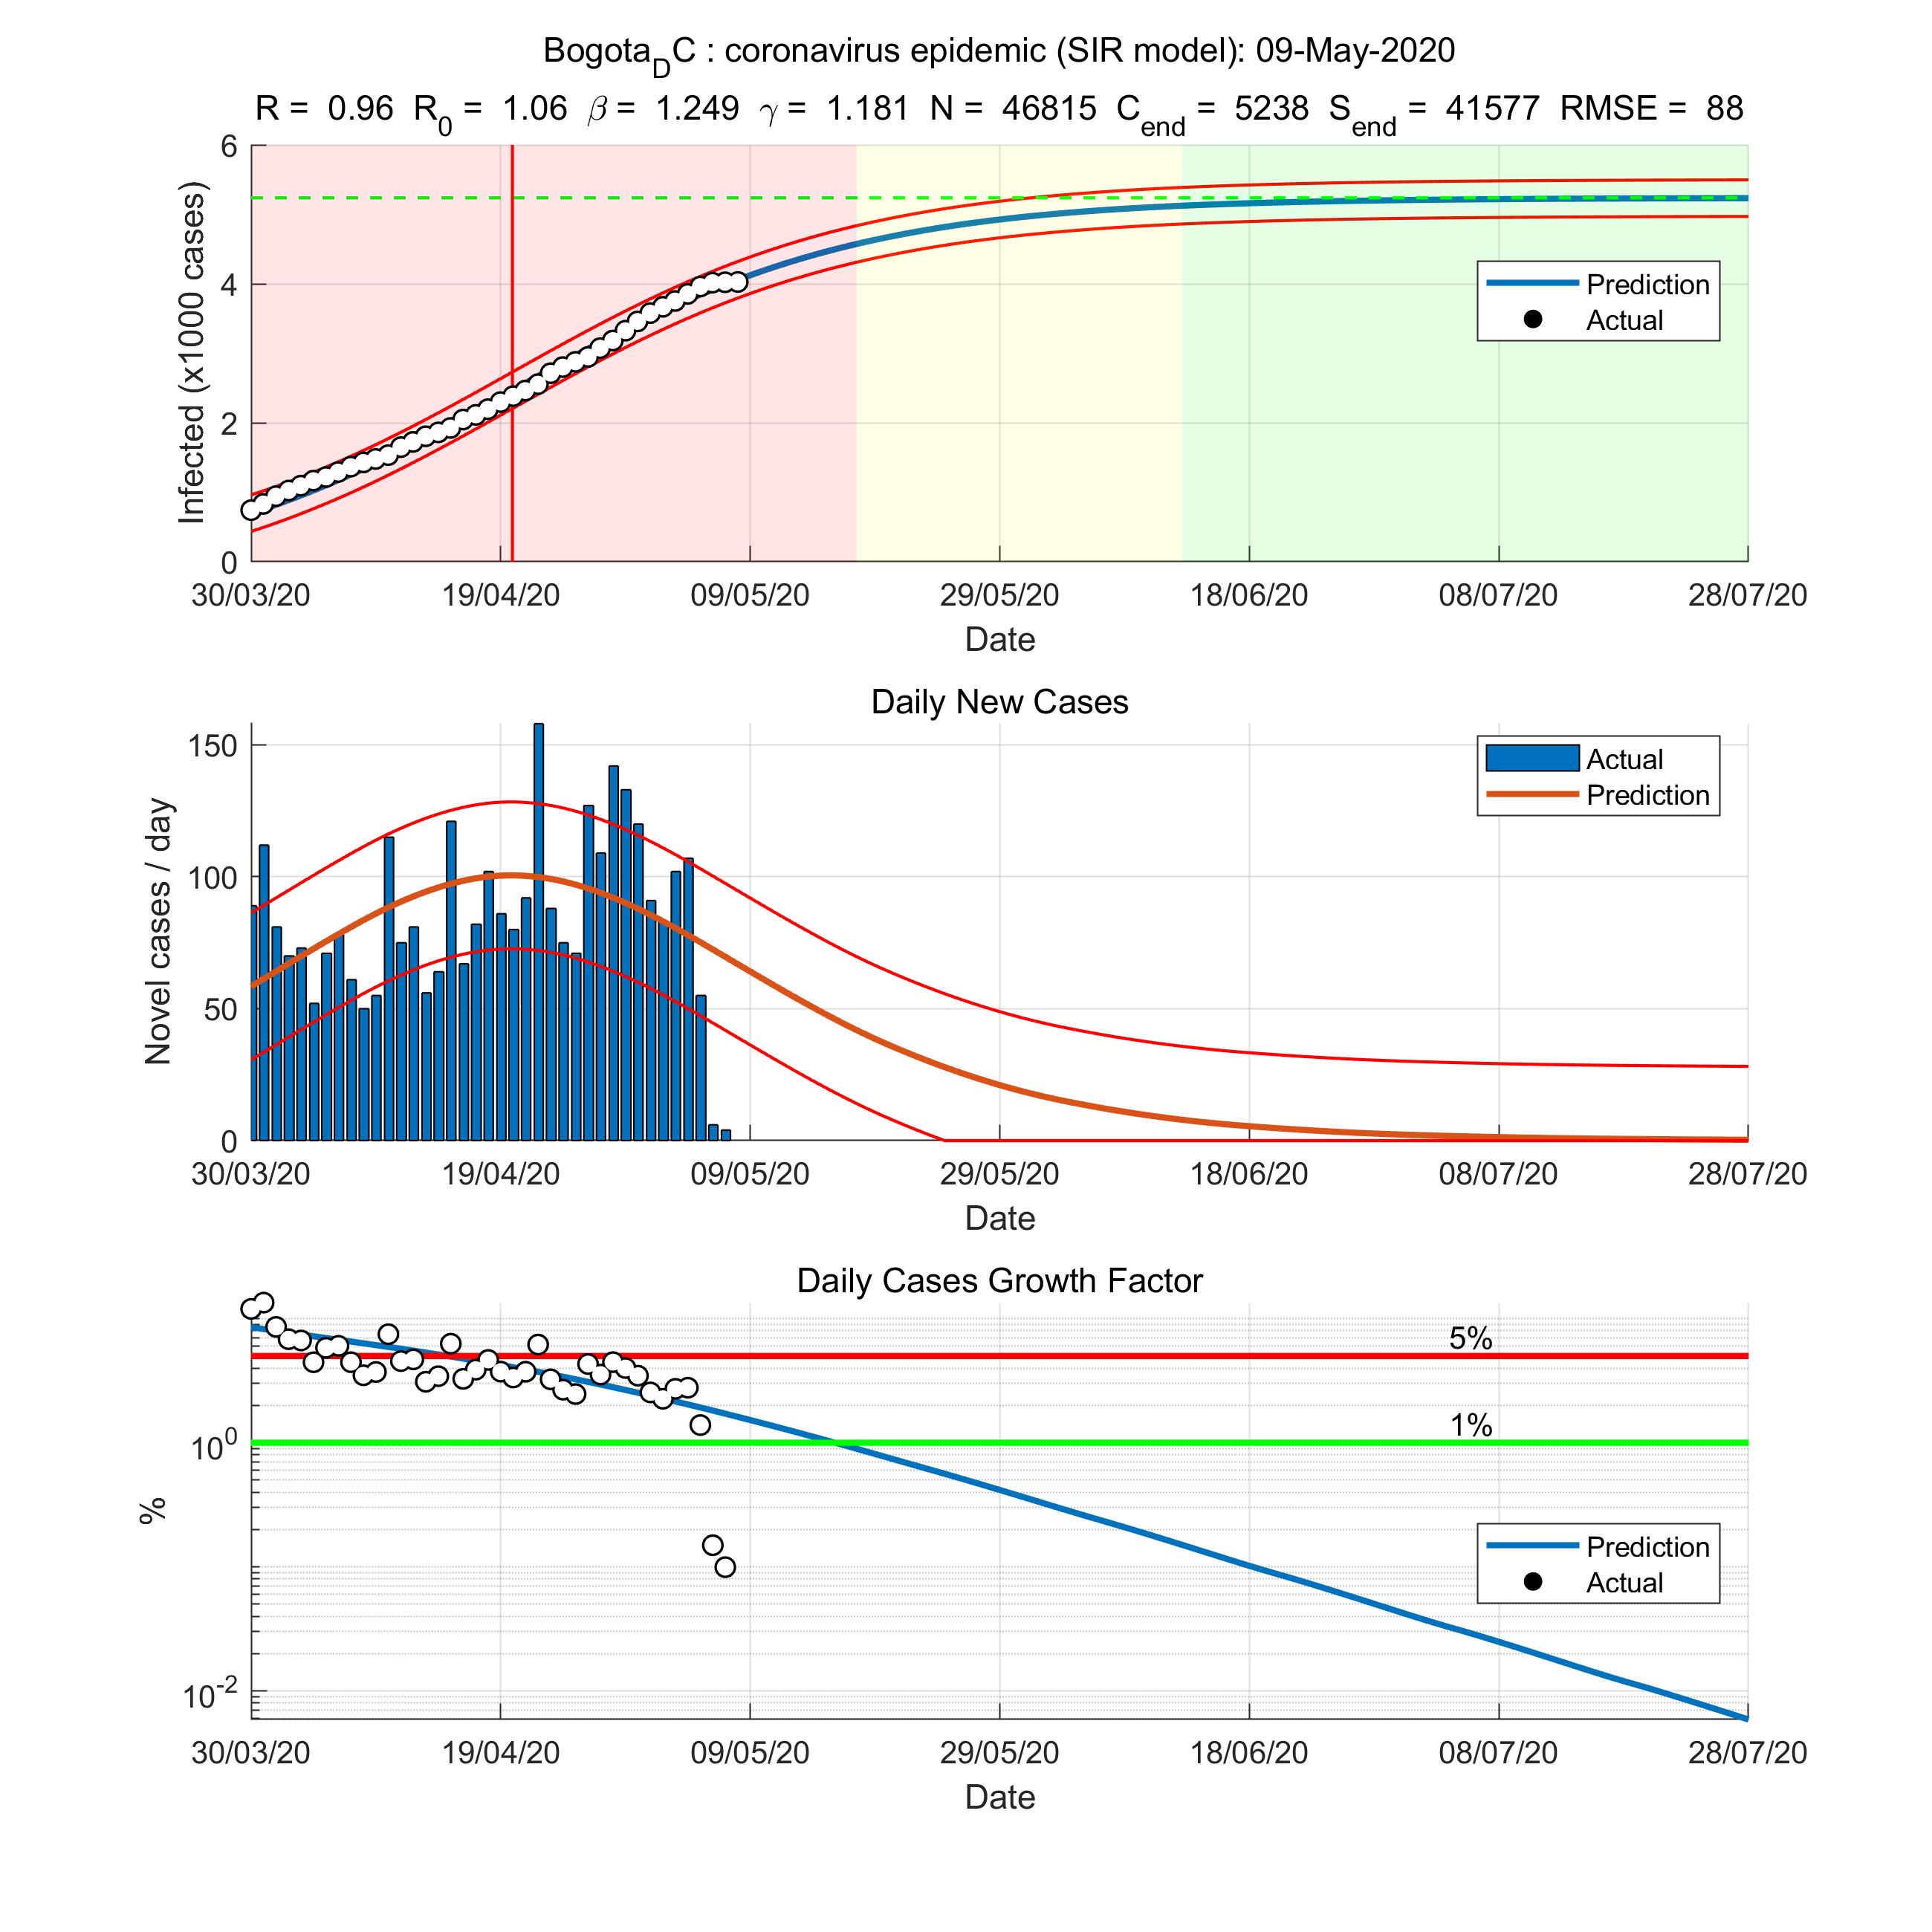 Bogota_DC : coronavirus epidemic (SIR model): 09-May-2020
R = 0.96 R_0 = 1.06 β = 1.249 γ = 1.181 N = 46815 C_end = 5238 S_end = 41577 RMSE = 88
6
4
2
0
Infected (x1000 cases)
Prediction
Actual
30/03/20 19/04/20 09/05/20 29/05/20 18/06/20 08/07/20 28/07/20
Date
Daily New Cases
150
100
50
0
Novel cases / day
Actual
Prediction
30/03/20 19/04/20 09/05/20 29/05/20 18/06/20 08/07/20 28/07/20
Date
Daily Cases Growth Factor
5%
1%
10^0
10^-2
%
Prediction
Actual
30/03/20 19/04/20 09/05/20 29/05/20 18/06/20 08/07/20 28/07/20
Date